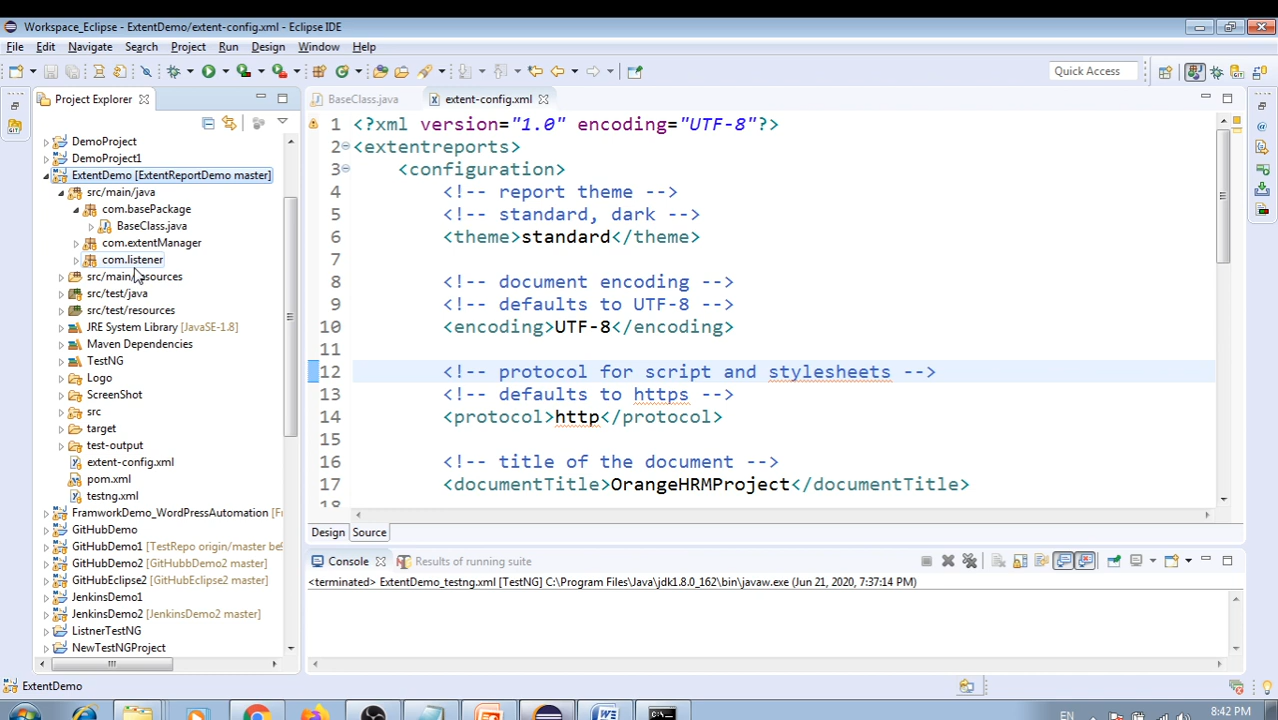 Workspace_Eclipse - ExtentDemo/extent-config.xml - Eclipse IDE
File Edit Navigate Search Project Run Design Window Help
Quick Access
Project Explorer
DemoProject
DemoProject1
ExtentDemo [ExtentReportDemo master]
src/main/java
com.basePackage
BaseClass.java
com.extentManager
com.listener
src/main/resources
src/test/java
src/test/resources
JRE System Library [JavaSE-1.8]
Maven Dependencies
TestNG
Logo
ScreenShot
src
target
test-output
extent-config.xml
pom.xml
testng.xml
FramworkDemo_WordPressAutomation [Fr
GitHubDemo
GitHubDemo1 [TestRepo origin/master be
GitHubDemo2 [GitHubbDemo2 master]
GitHubEclipse2 [GitHubEclipse2 master]
JenkinsDemo1
JenkinsDemo2 [JenkinsDemo2 master]
ListnerTestNG
NewTestNGProject
BaseClass.java extent-config.xml
1 <?xml version="1.0" encoding="UTF-8"?>
2 <extentreports>
3 <configuration>
4 <!-- report theme -->
5 <!-- standard, dark -->
6 <theme>standard</theme>
7
8 <!-- document encoding -->
9 <!-- defaults to UTF-8 -->
10 <encoding>UTF-8</encoding>
11
12 <!-- protocol for script and stylesheets -->
13 <!-- defaults to https -->
14 <protocol>http</protocol>
15
16 <!-- title of the document -->
17 <documentTitle>OrangeHRMProject</documentTitle>
18
Design Source
Console Results of running suite
<terminated> ExtentDemo_testng.xml [TestNG] C:\Program Files\Java\jdk1.8.0_162\bin\javaw.exe (Jun 21, 2020, 7:37:14 PM)
ExtentDemo
EN 8:42 PM